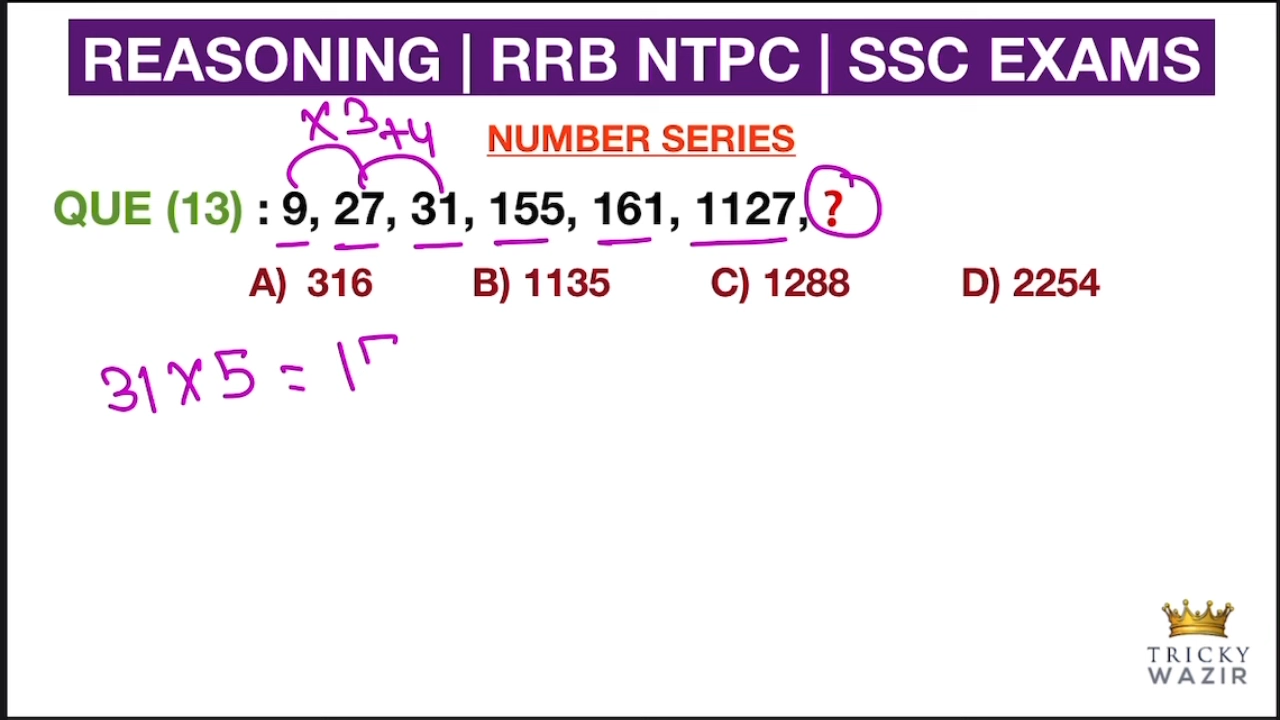 REASONING | RRB NTPC | SSC EXAMS
×3 +4
NUMBER SERIES
QUE (13) : 9, 27, 31, 155, 161, 1127, ?
A) 316 B) 1135 C) 1288 D) 2254
31×5 = 15
TRICKY
WAZIR